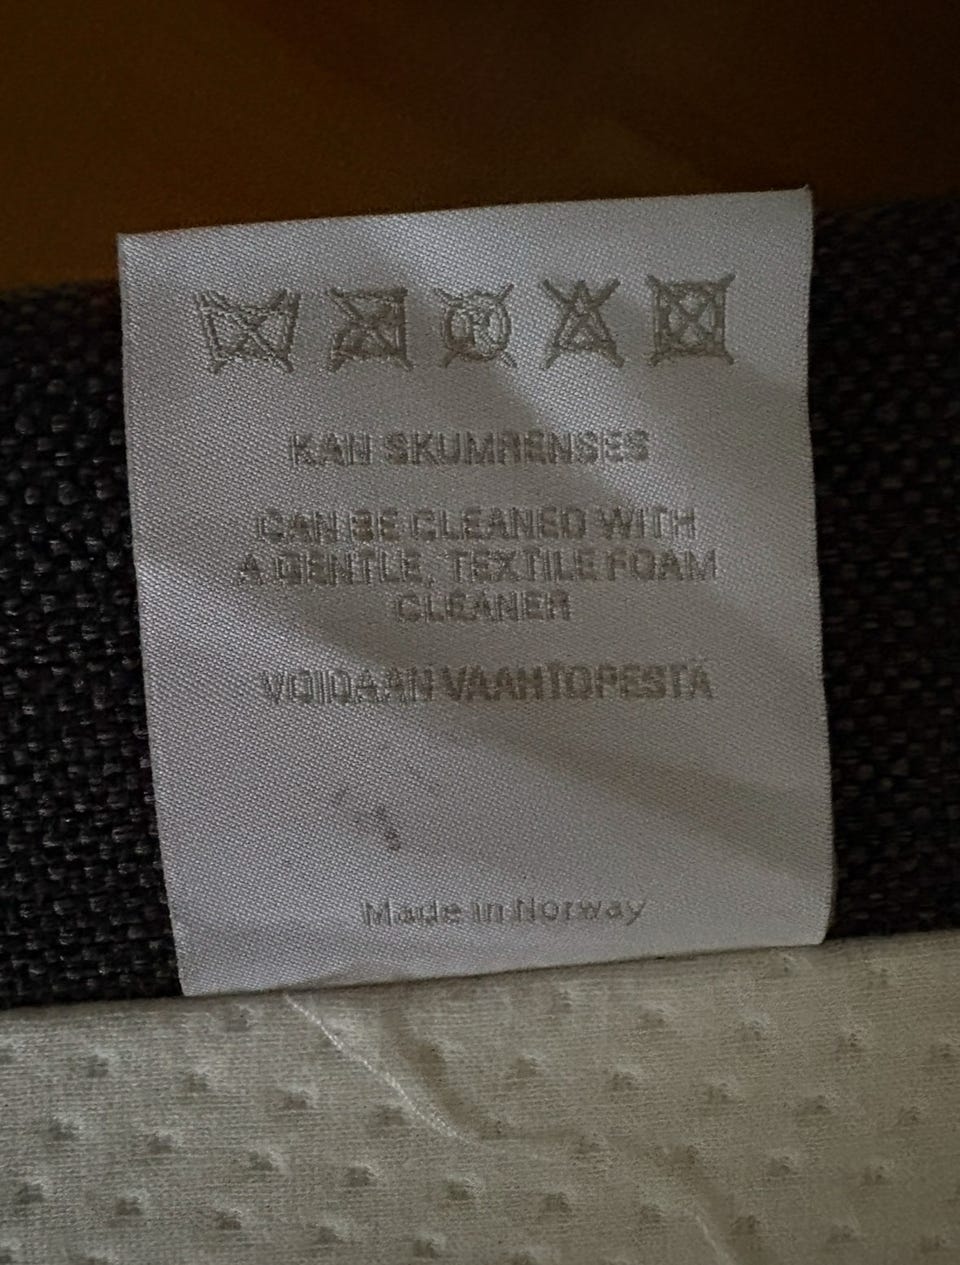 KAN SKUMRENSES
CAN BE CLEANED WITH
A GENTLE, TEXTILE FOAM
CLEANER
VOIDAAN VAAHTOPESTÄ
Made in Norway